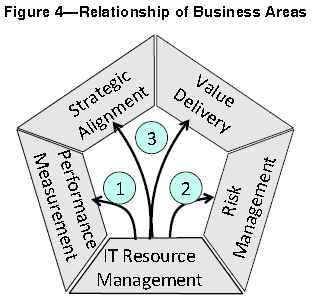 Figure 4—Relationship of Business Areas
Strategic
Alignment
Value
Delivery
Performance
Measurement
Risk
Management
1
2
3
IT Resource
Management